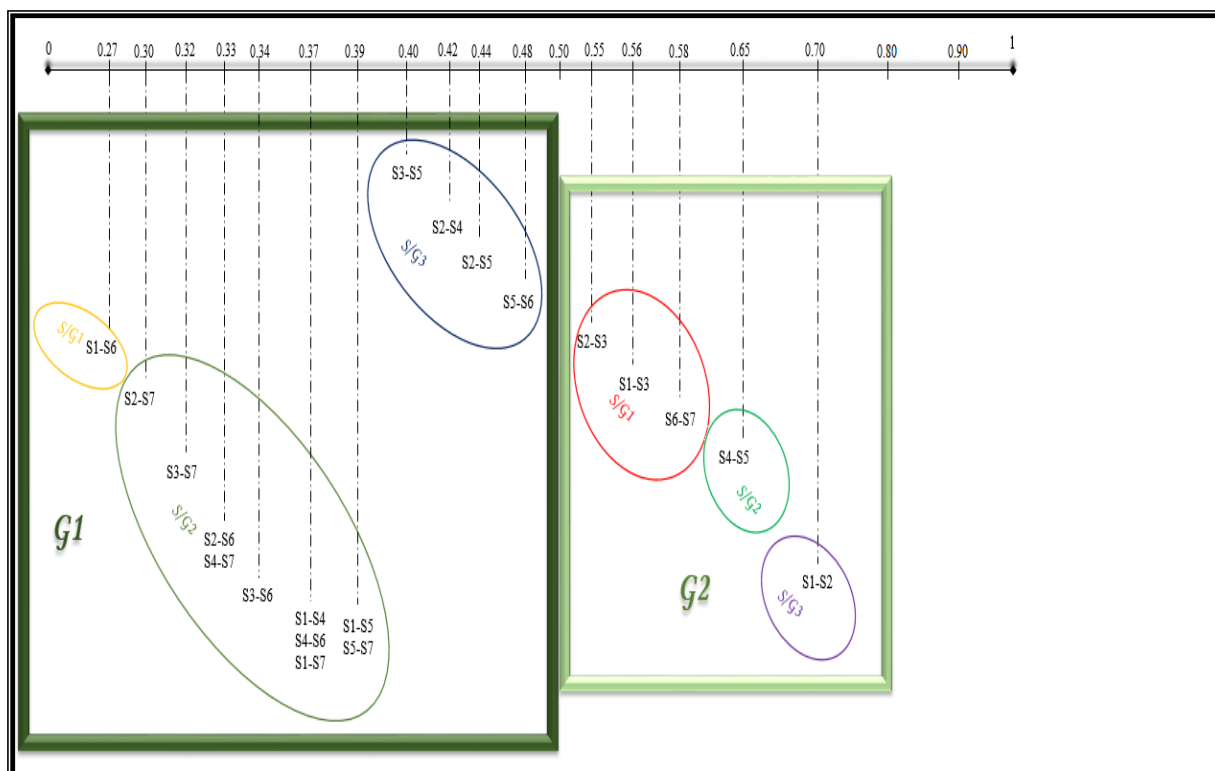 0 0.27 0.30 0.32 0.33 0.34 0.37 0.39 0.40 0.42 0.44 0.48 0.50 0.55 0.56 0.58 0.65 0.70 0.80 0.90 1
S3-S5
S2-S4
S/G3
S2-S5
S5-S6
S/G1
S1-S6
S2-S7
S3-S7
S/G2
S2-S6
S4-S7
S3-S6
S1-S4
S4-S6
S1-S7
S1-S5
S5-S7
G1
S2-S3
S1-S3
S/G1
S6-S7
S4-S5
S/G2
S1-S2
S/G3
G2